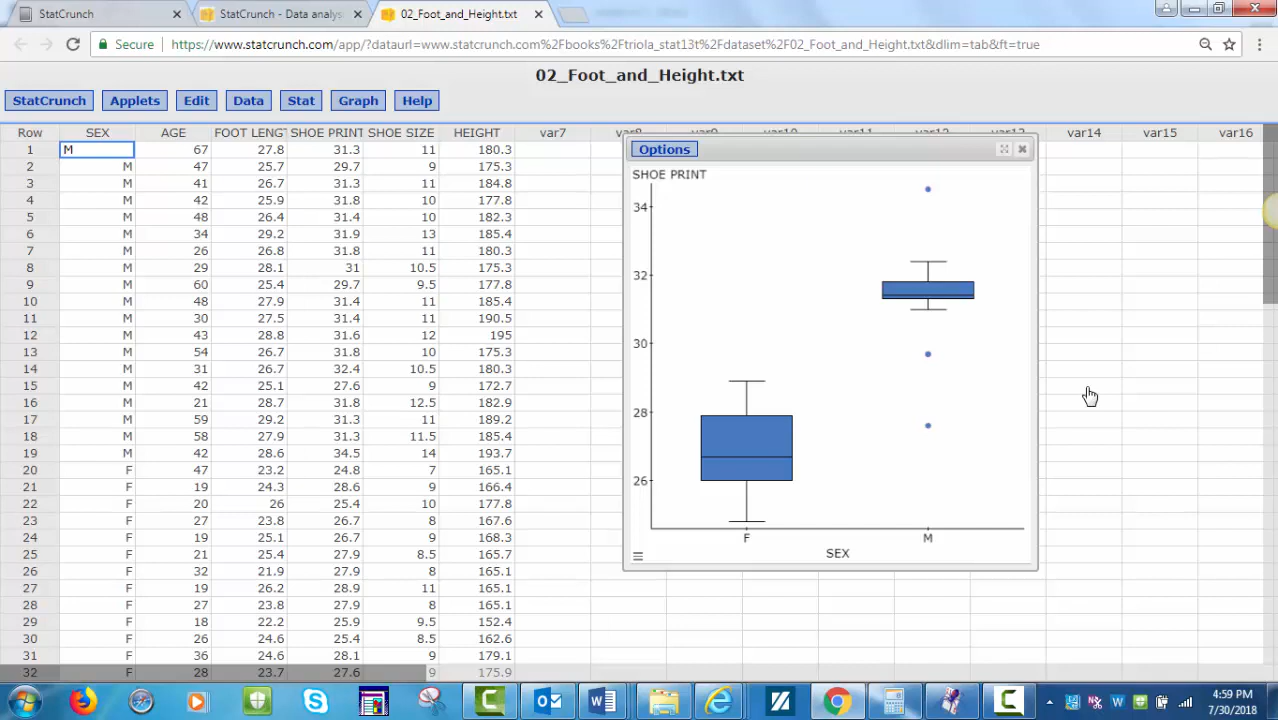 StatCrunch
StatCrunch - Data analys
02_Foot_and_Height.txt
Secure https://www.statcrunch.com/app/?dataurl=www.statcrunch.com%2Fbooks%2Ftriola_stat13t%2Fdataset%2F02_Foot_and_Height.txt&dlim=tab&ft=true
02_Foot_and_Height.txt
StatCrunch Applets Edit Data Stat Graph Help
Row SEX AGE FOOT LENGT SHOE PRINT SHOE SIZE HEIGHT var7 var8 var9 var10 var11 var12 var13 var14 var15 var16
1 M 67 27.8 31.3 11 180.3
2 M 47 25.7 29.7 9 175.3
3 M 41 26.7 31.3 11 184.8
4 M 42 25.9 31.8 10 177.8
5 M 48 26.4 31.4 10 182.3
6 M 34 29.2 31.9 13 185.4
7 M 26 26.8 31.8 11 180.3
8 M 29 28.1 31 10.5 175.3
9 M 60 25.4 29.7 9.5 177.8
10 M 48 27.9 31.4 11 185.4
11 M 30 27.5 31.4 11 190.5
12 M 43 28.8 31.6 12 195
13 M 54 26.7 31.8 10 175.3
14 M 31 26.7 32.4 10.5 180.3
15 M 42 25.1 27.6 9 172.7
16 M 21 28.7 31.8 12.5 182.9
17 M 59 29.2 31.3 11 189.2
18 M 58 27.9 31.3 11.5 185.4
19 M 42 28.6 34.5 14 193.7
20 F 47 23.2 24.8 7 165.1
21 F 19 24.3 28.6 9 166.4
22 F 20 26 25.4 10 177.8
23 F 27 23.8 26.7 8 167.6
24 F 19 25.1 26.7 9 168.3
25 F 21 25.4 27.9 8.5 165.7
26 F 32 21.9 27.9 8 165.1
27 F 19 26.2 28.9 11 165.1
28 F 27 23.8 27.9 8 165.1
29 F 18 22.2 25.9 9.5 152.4
30 F 26 24.6 25.4 8.5 162.6
31 F 36 24.6 28.1 9 179.1
32 F 28 23.7 27.6 9 175.9
Options
SHOE PRINT
34
32
30
28
26
F M
SEX
4:59 PM
7/30/2018